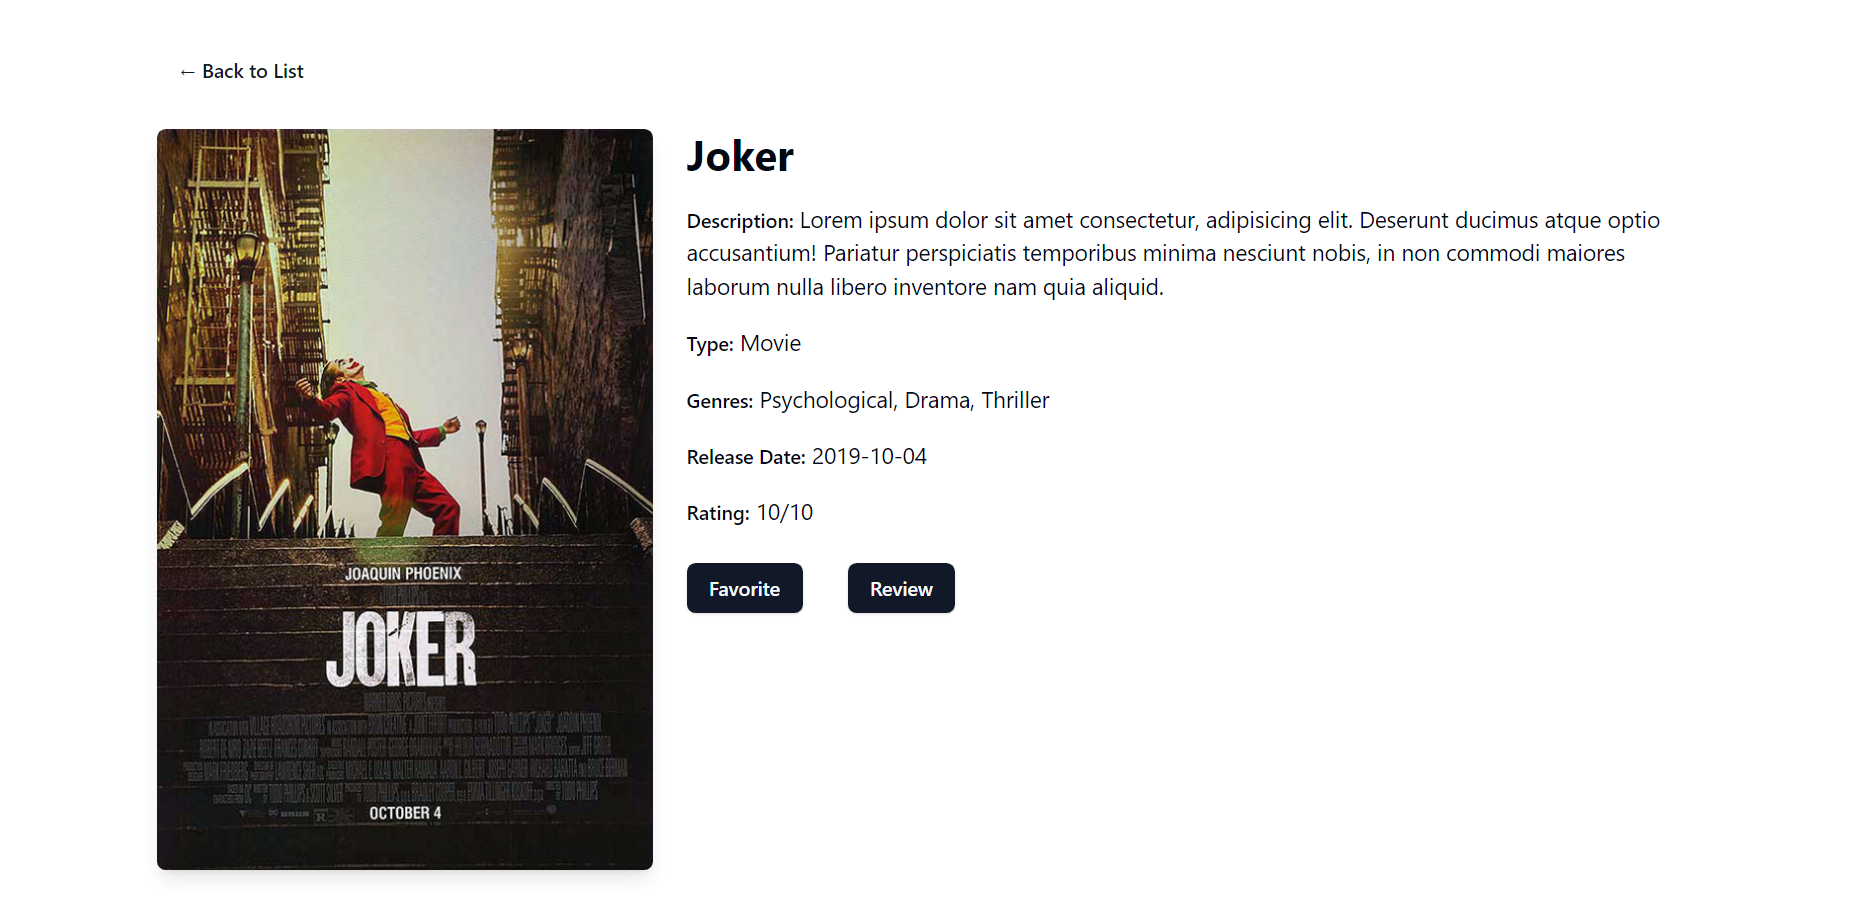 ← Back to List
Joker
Description: Lorem ipsum dolor sit amet consectetur, adipisicing elit. Deserunt ducimus atque optio
accusantium! Pariatur perspiciatis temporibus minima nesciunt nobis, in non commodi maiores
laborum nulla libero inventore nam quia aliquid.
Type: Movie
Genres: Psychological, Drama, Thriller
Release Date: 2019-10-04
Rating: 10/10
Favorite
Review
JOAQUIN PHOENIX
JOKER
OCTOBER 4